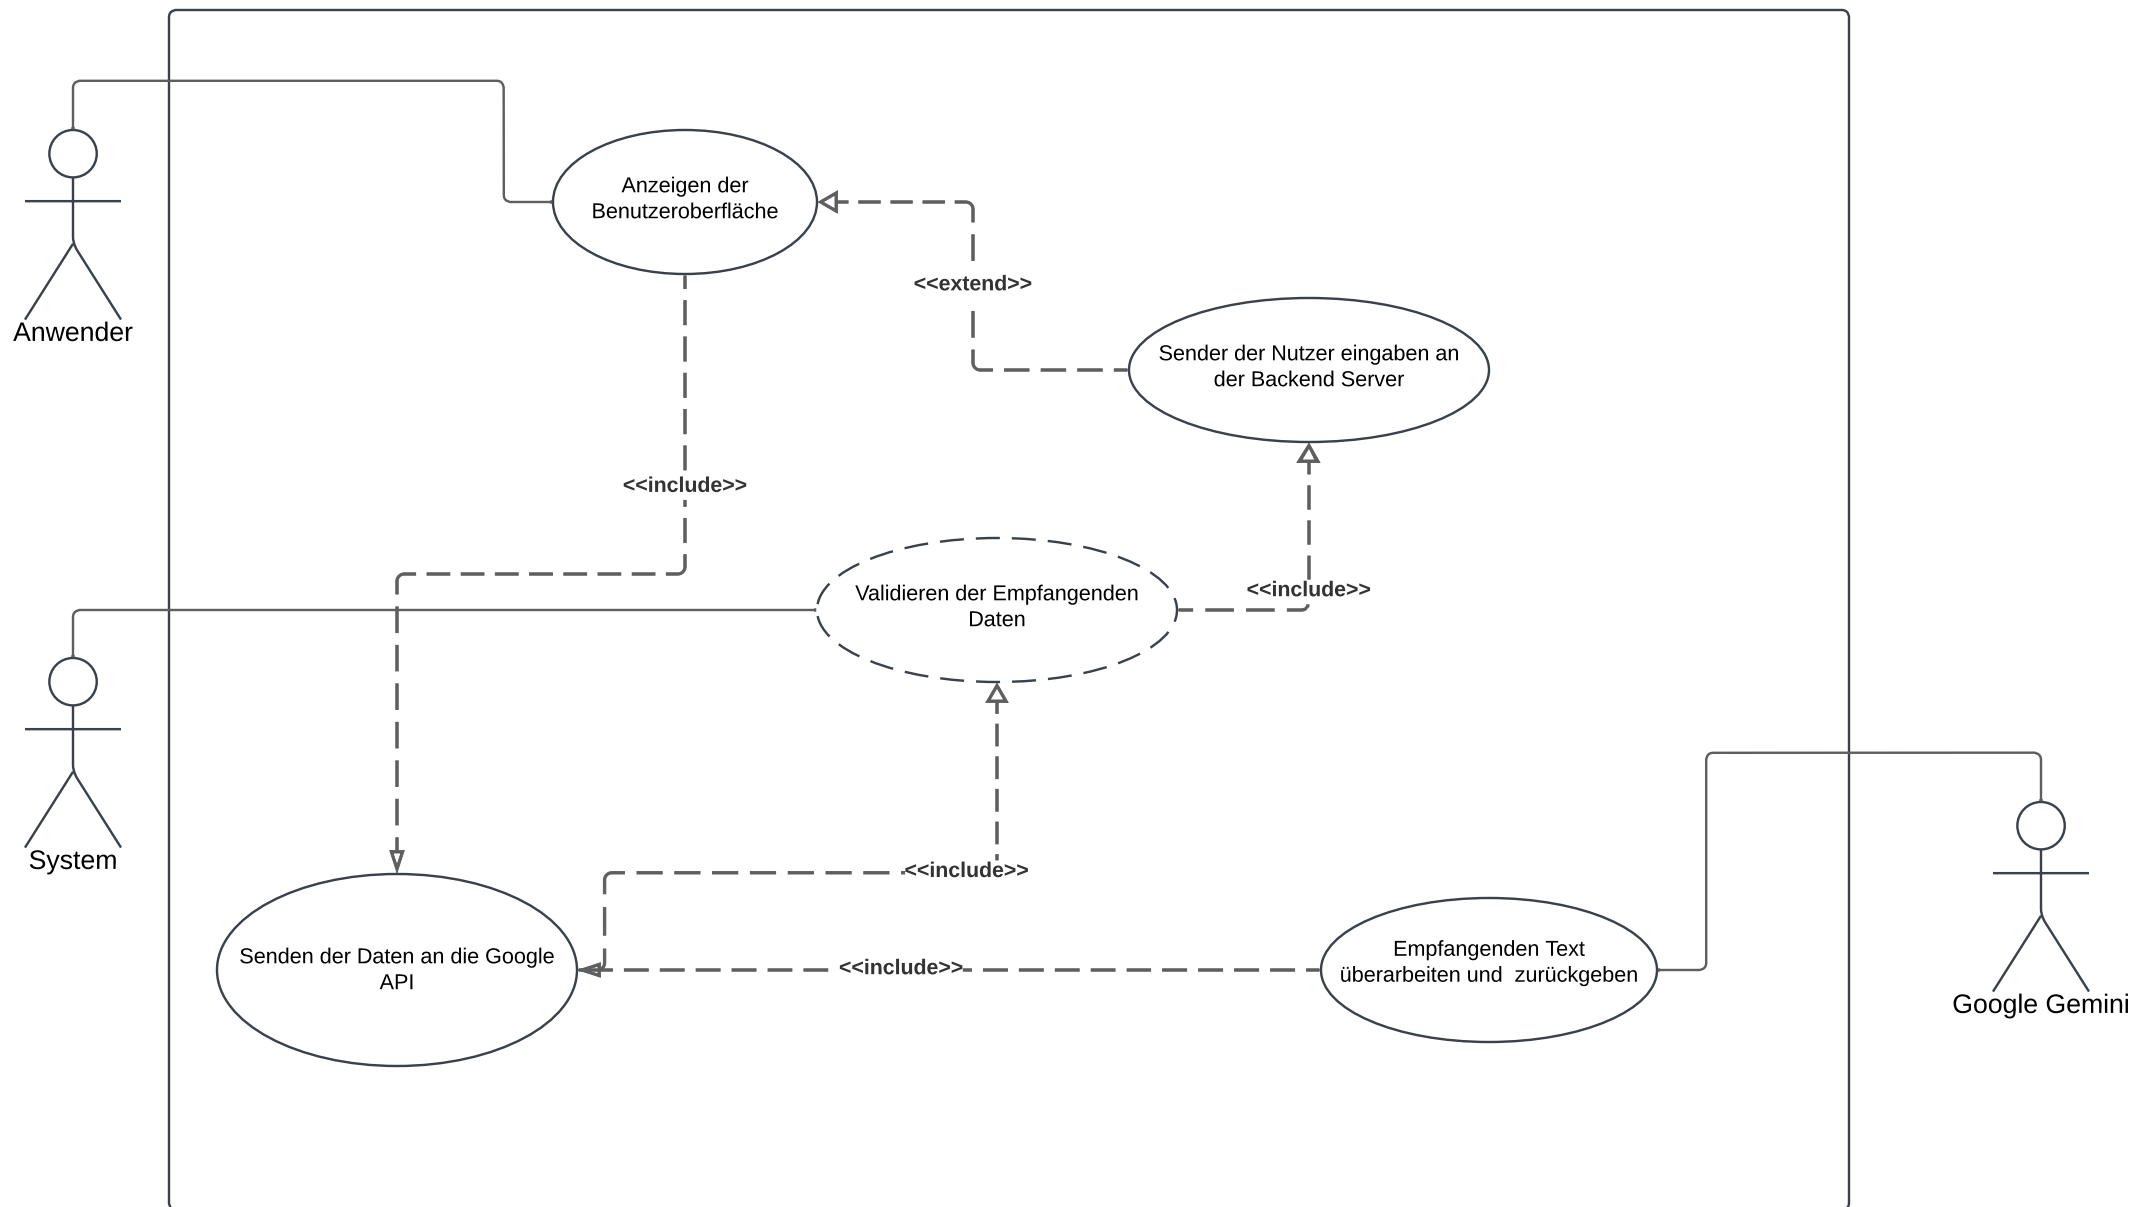 Anzeigen der
Benutzeroberfläche
<<extend>>
Anwender
Sender der Nutzer eingaben an
der Backend Server
<<include>>
Validieren der Empfangenden
Daten
<<include>>
System
<<include>>
Senden der Daten an die Google
API
<<include>>
Empfangenden Text
überarbeiten und  zurückgeben
Google Gemini